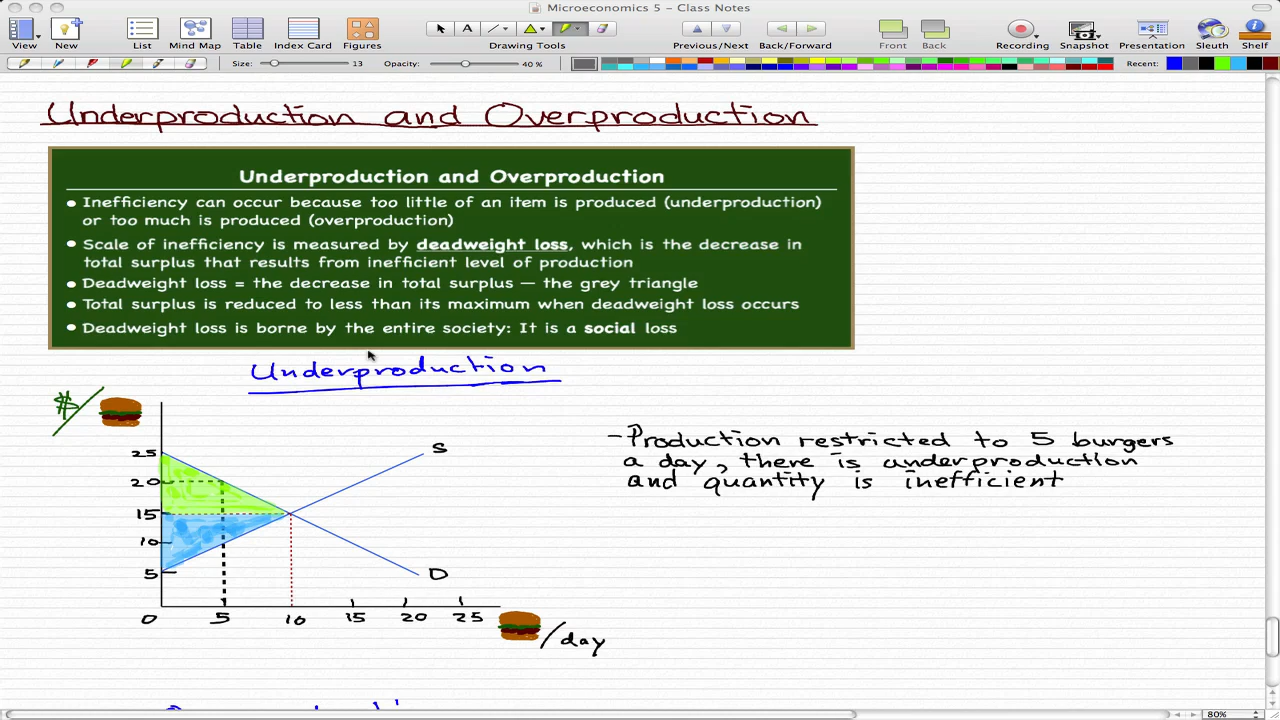 Microeconomics 5 - Class Notes
View New List Mind Map Table Index Card Figures Drawing Tools Previous/Next Back/Forward Front Back Recording Snapshot Presentation Sleuth Shelf
Size: 13 Opacity: 40 % Recent:
Underproduction and Overproduction
Underproduction and Overproduction
• Inefficiency can occur because too little of an item is produced (underproduction)
or too much is produced (overproduction)
• Scale of inefficiency is measured by deadweight loss, which is the decrease in
total surplus that results from inefficient level of production
• Deadweight loss = the decrease in total surplus — the grey triangle
• Total surplus is reduced to less than its maximum when deadweight loss occurs
• Deadweight loss is borne by the entire society: It is a social loss
Underproduction
$/
25
20
15
10
5
S
D
0 5 10 15 20 25
/day
- Production restricted to 5 burgers
a day, there is underproduction
and quantity is inefficient
80%